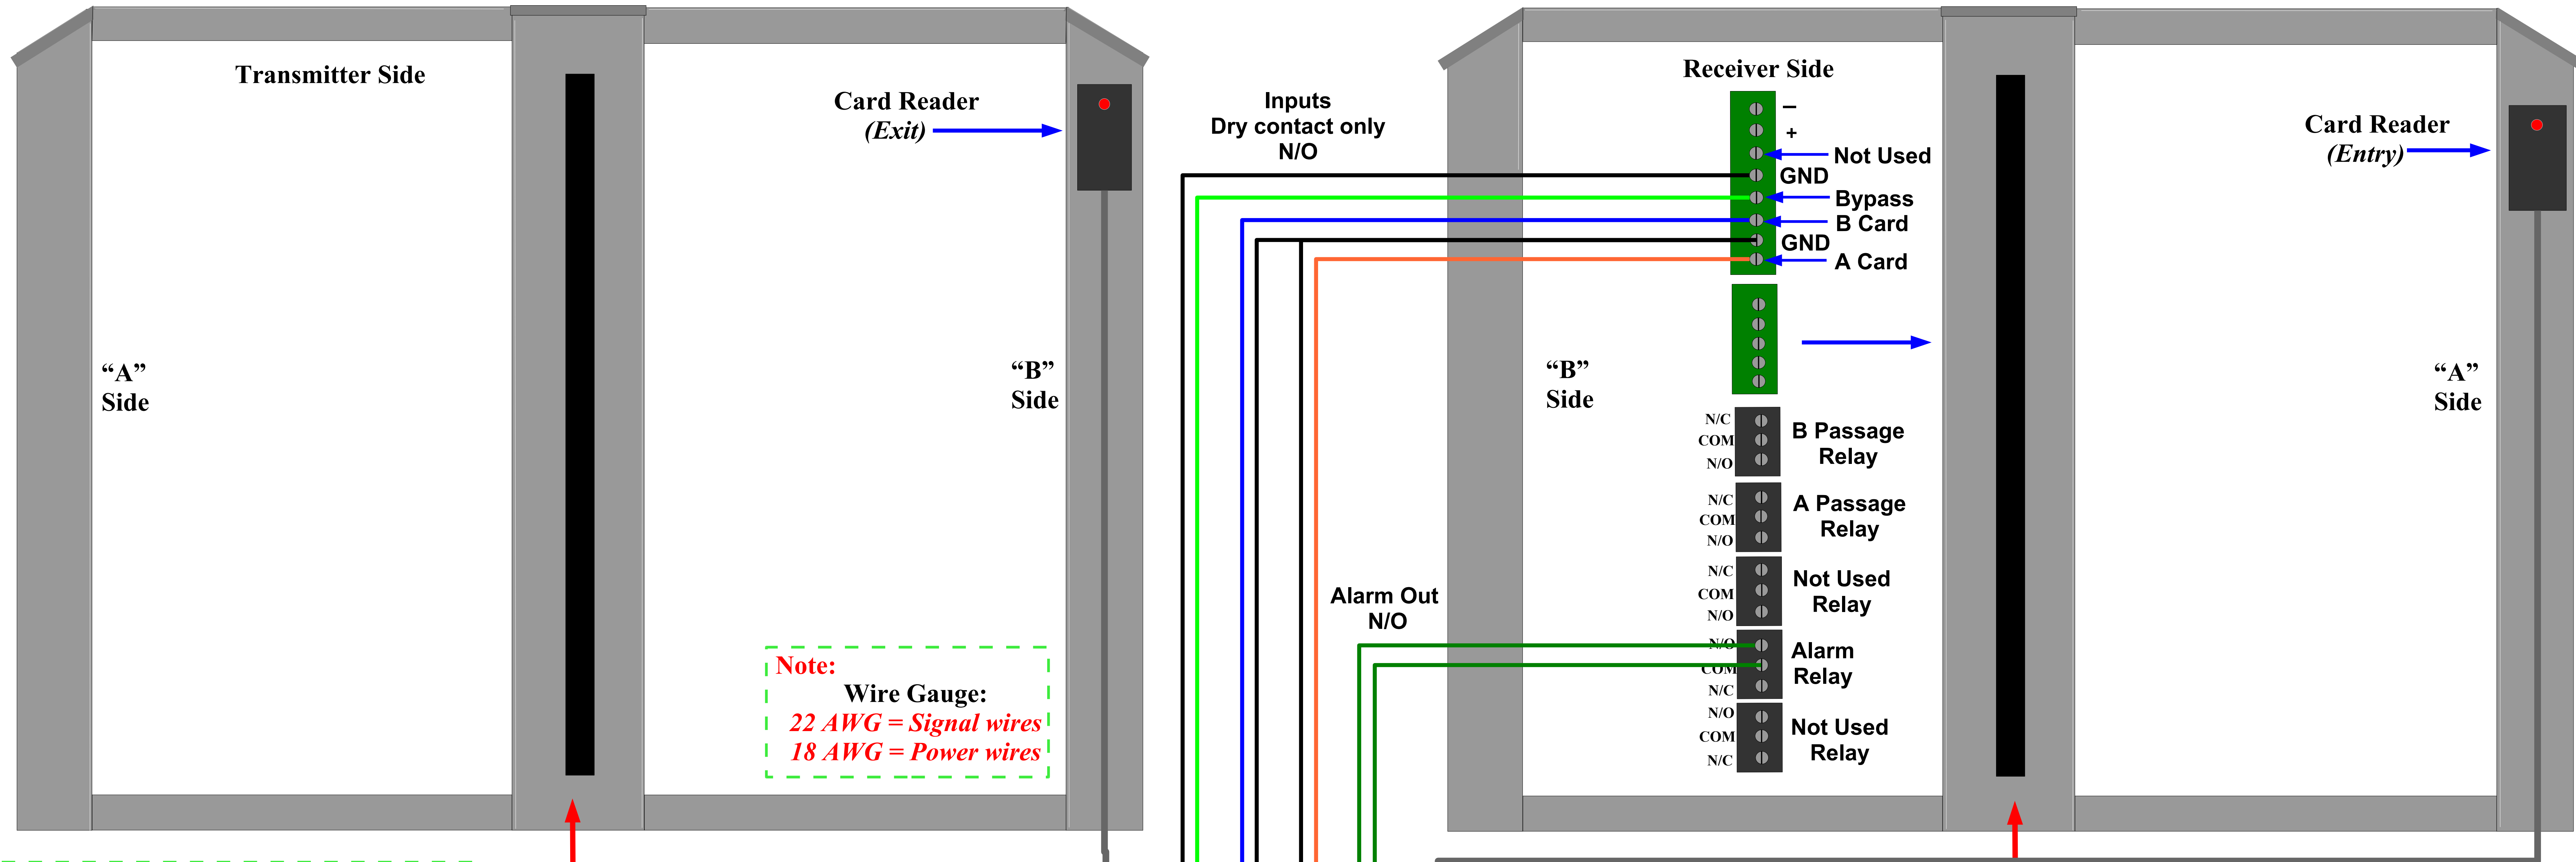 Transmitter Side
Card Reader
(Exit)
“A”
Side
“B”
Side
Note:
Wire Gauge:
22 AWG = Signal wires
18 AWG = Power wires
Inputs
Dry contact only
N/O
Alarm Out
N/O
Receiver Side
–
+
Not Used
GND
Bypass
B Card
GND
A Card
“B”
Side
N/C
COM
N/O
B Passage
Relay
N/C
COM
N/O
A Passage
Relay
N/C
COM
N/O
Not Used
Relay
N/O
COM
N/C
Alarm
Relay
N/O
COM
N/C
Not Used
Relay
Card Reader
(Entry)
“A”
Side